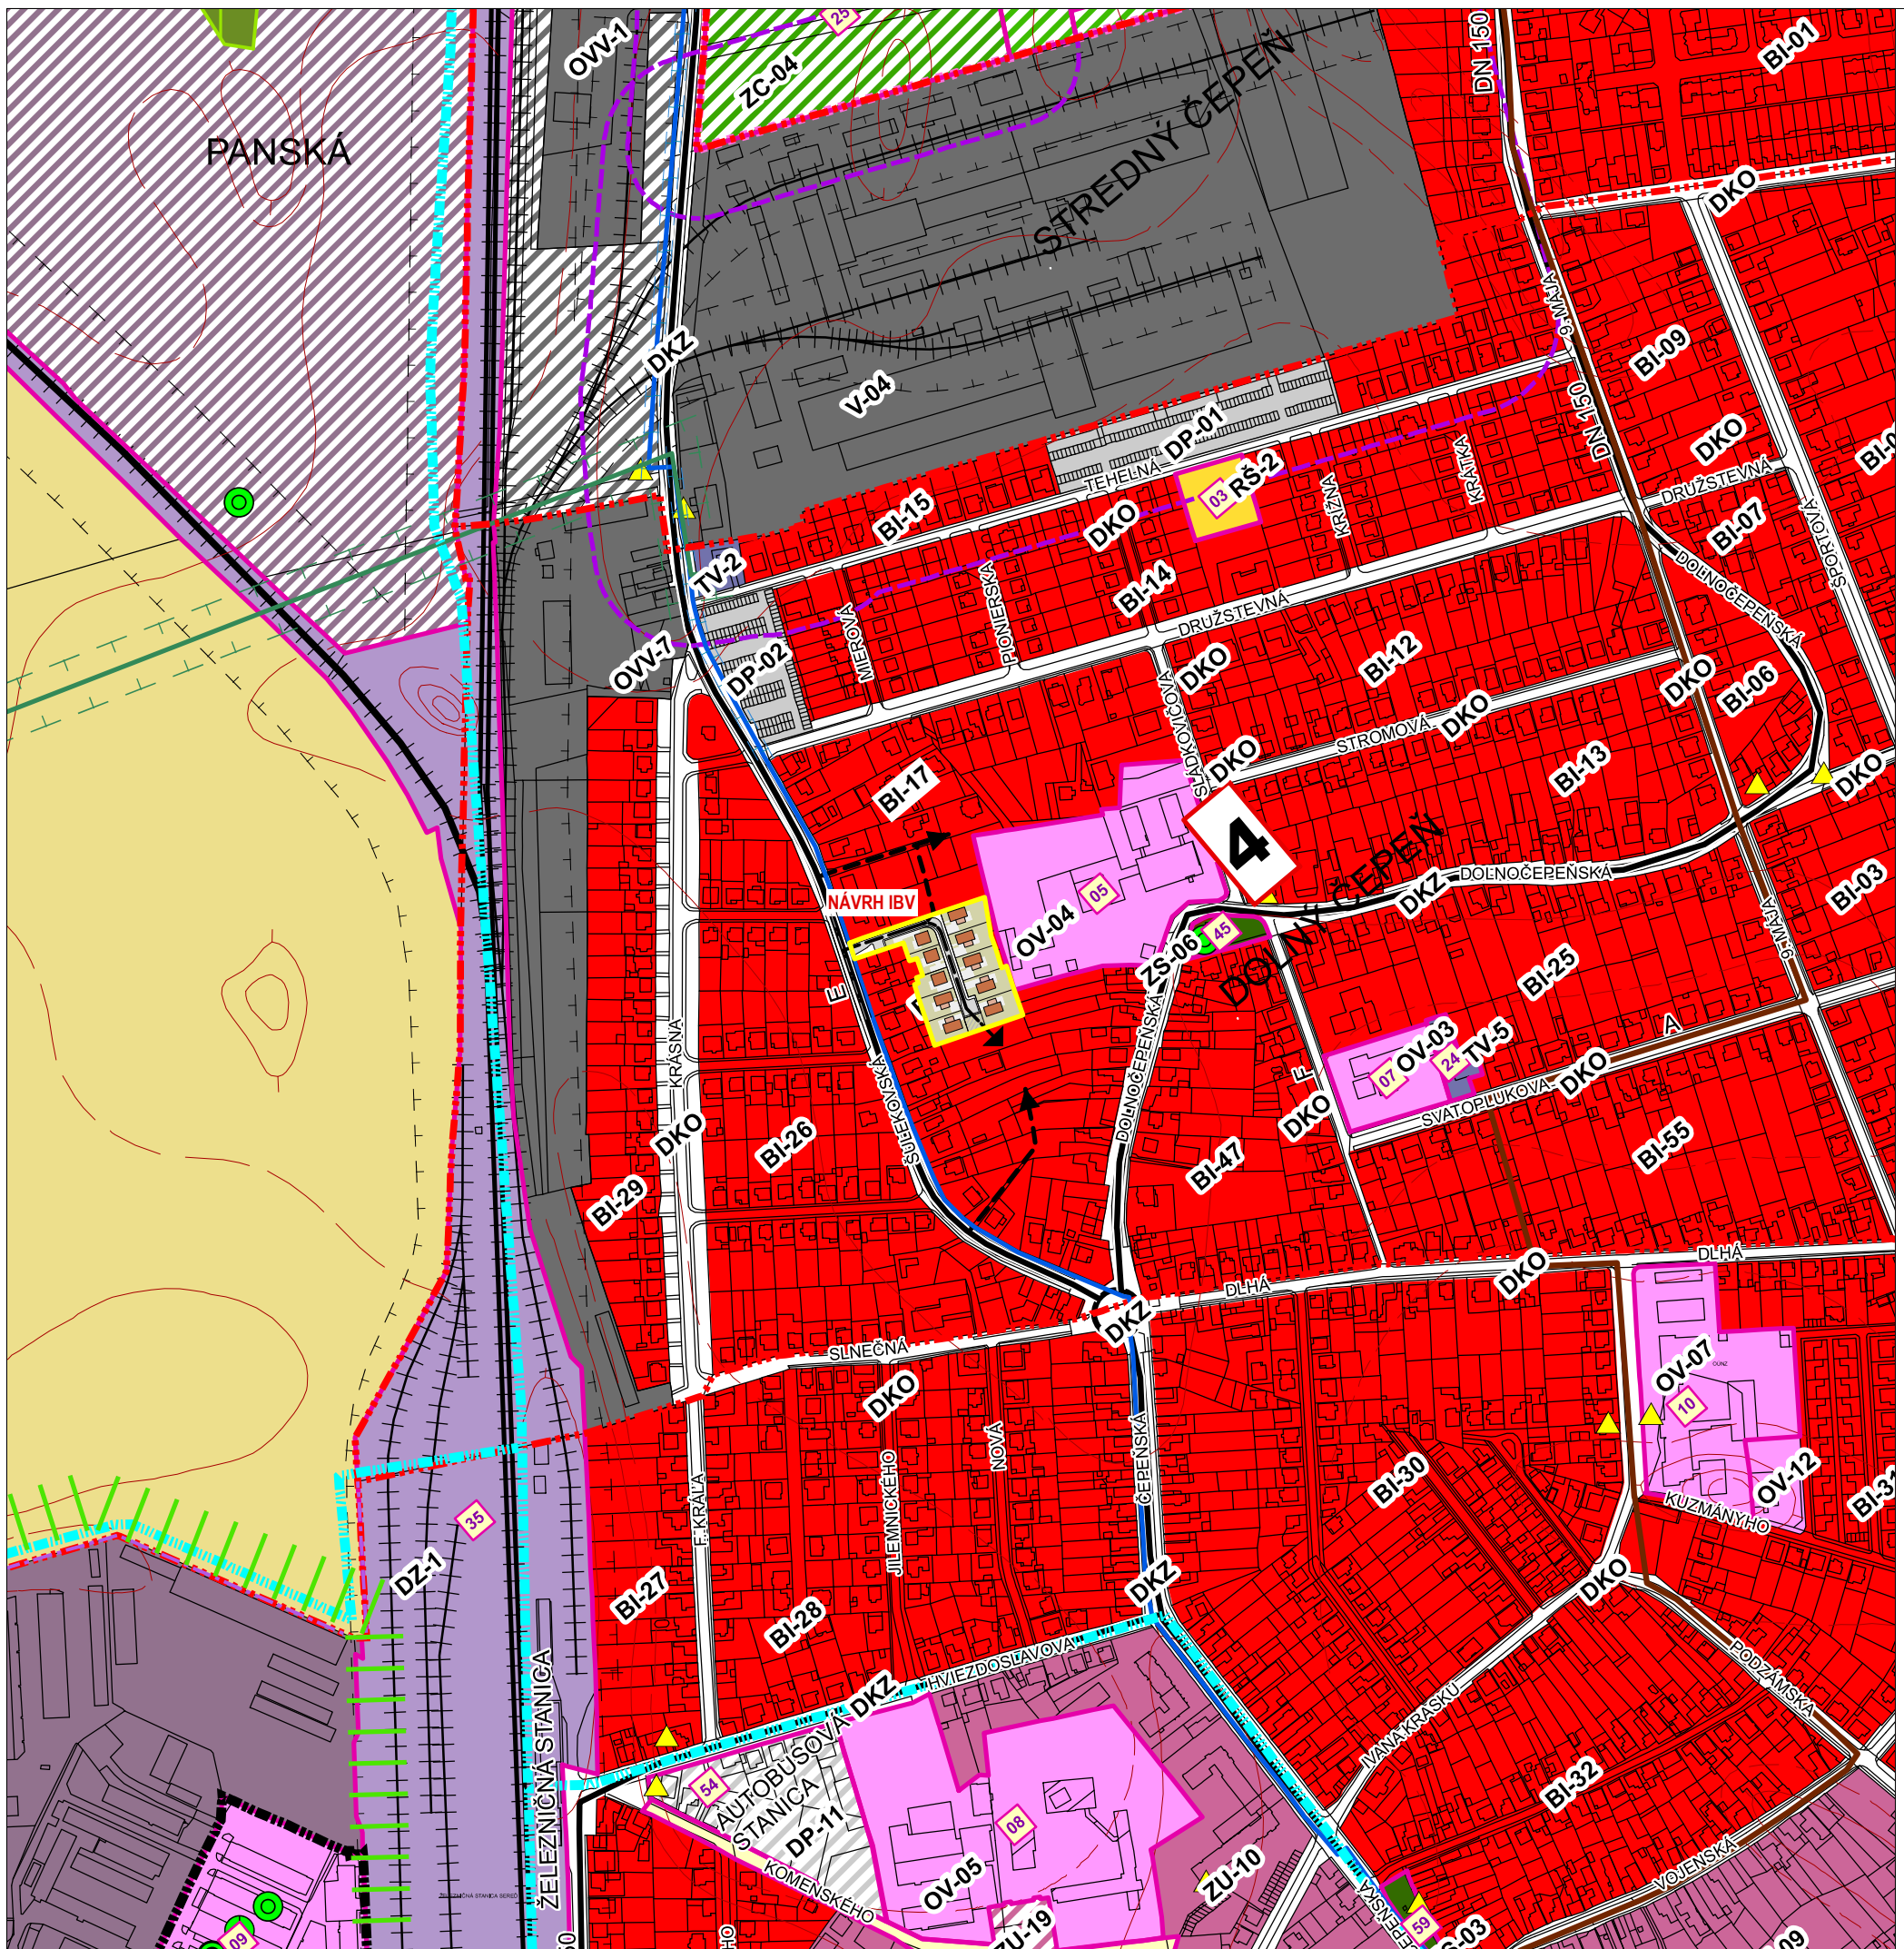 OVV-1
25
ZC-04
DN 150
BI-01
PANSKÁ
STREDNÝ ČEPEŇ
DKO
9.MÁJA
BI-09
DKZ
V-04
DN 150
DKO
DP-01
TEHELNÁ
RŠ-2
03
KRÁTKA
KRIŽNA
DRUŽSTEVNÁ
BI-15
DKO
BI-07
ŠPORTOVÁ
DOLNOČEPEŇSKÁ
TV-2
BI-14
PIONIERSKA
MIEROVÁ
DRUŽSTEVNÁ
OVV-7
DP-02
DKO
BI-12
DKO
BI-06
SLÁDKOVIČOVA
STROMOVÁ
DKO
DKO
BI-13
DKO
BI-17
4
DOLNÝ ČEPEŇ
DKZ
DOLNOČEPEŇSKÁ
BI-03
NÁVRH IBV
05
OV-04
45
ZS-06
9.MÁJA
BI-25
E
KRÁSNA
ŠULEKOVSKÁ
DOLNOČEPEŇSKÁ
OV-03
07
24
TV-5
A
F
DKO
DKO
SVATOPLUKOVA
DKO
BI-26
BI-47
BI-55
BI-29
DLHÁ
DKO
DLHÁ
DKZ
SLNEČNÁ
DKO
OV-07
OUNZ
10
NOVÁ
JILEMNICKÉHO
ČEPEŇSKÁ
F. KRÁĽA
BI-30
OV-12
KUZMÁNYHO
35
DZ-1
BI-27
BI-28
DKZ
DKO
HVIEZDOSLAVOVA
DKZ
PODZÁMSKA
IVANA KRASKU
ŽELEZNIČNÁ STANICA
54
AUTOBUSOVÁ
STANICA
DP-11
08
BI-32
KOMENSKÉHO
OV-05
ZU-10
VOJENSKÁ
ŽELEZNIČNÁ STANICA SEREĎ
59
ZU-19
09